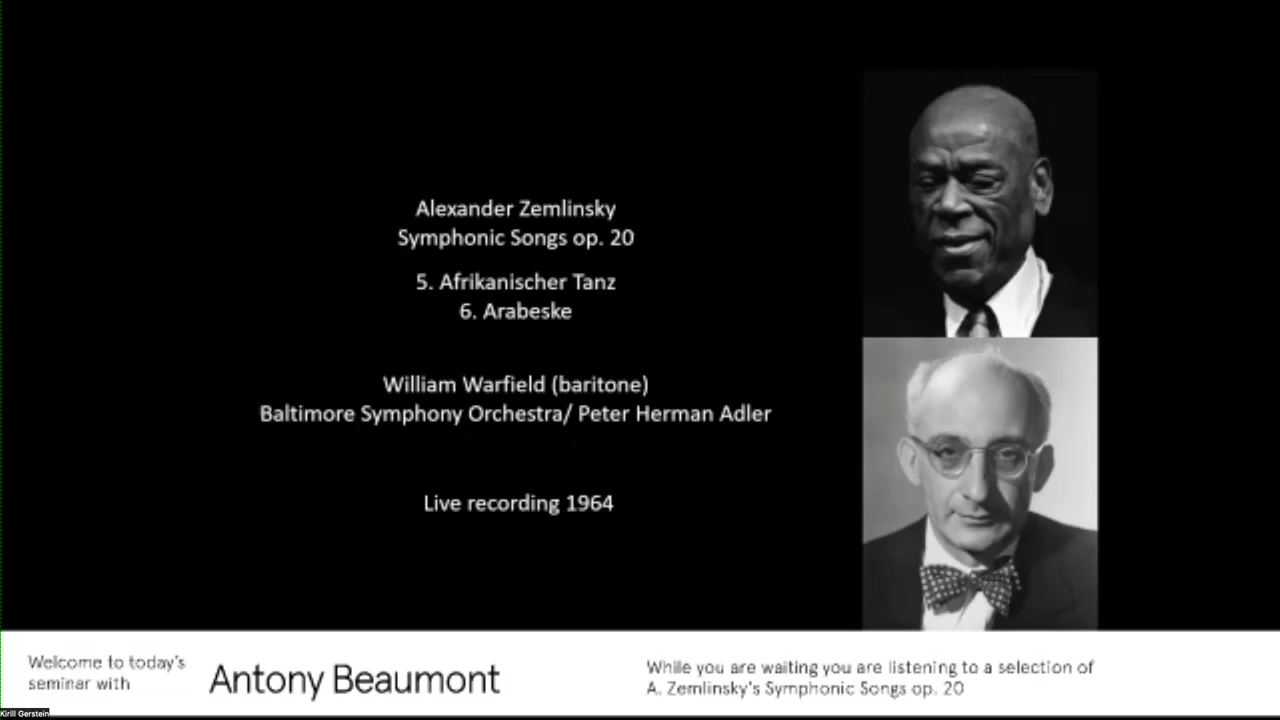 Alexander Zemlinsky
Symphonic Songs op. 20
5. Afrikanischer Tanz
6. Arabeske
William Warfield (baritone)
Baltimore Symphony Orchestra/ Peter Herman Adler
Live recording 1964
Welcome to today's
seminar with
Antony Beaumont
While you are waiting you are listening to a selection of
A. Zemlinsky's Symphonic Songs op. 20
Kirill Gerstein